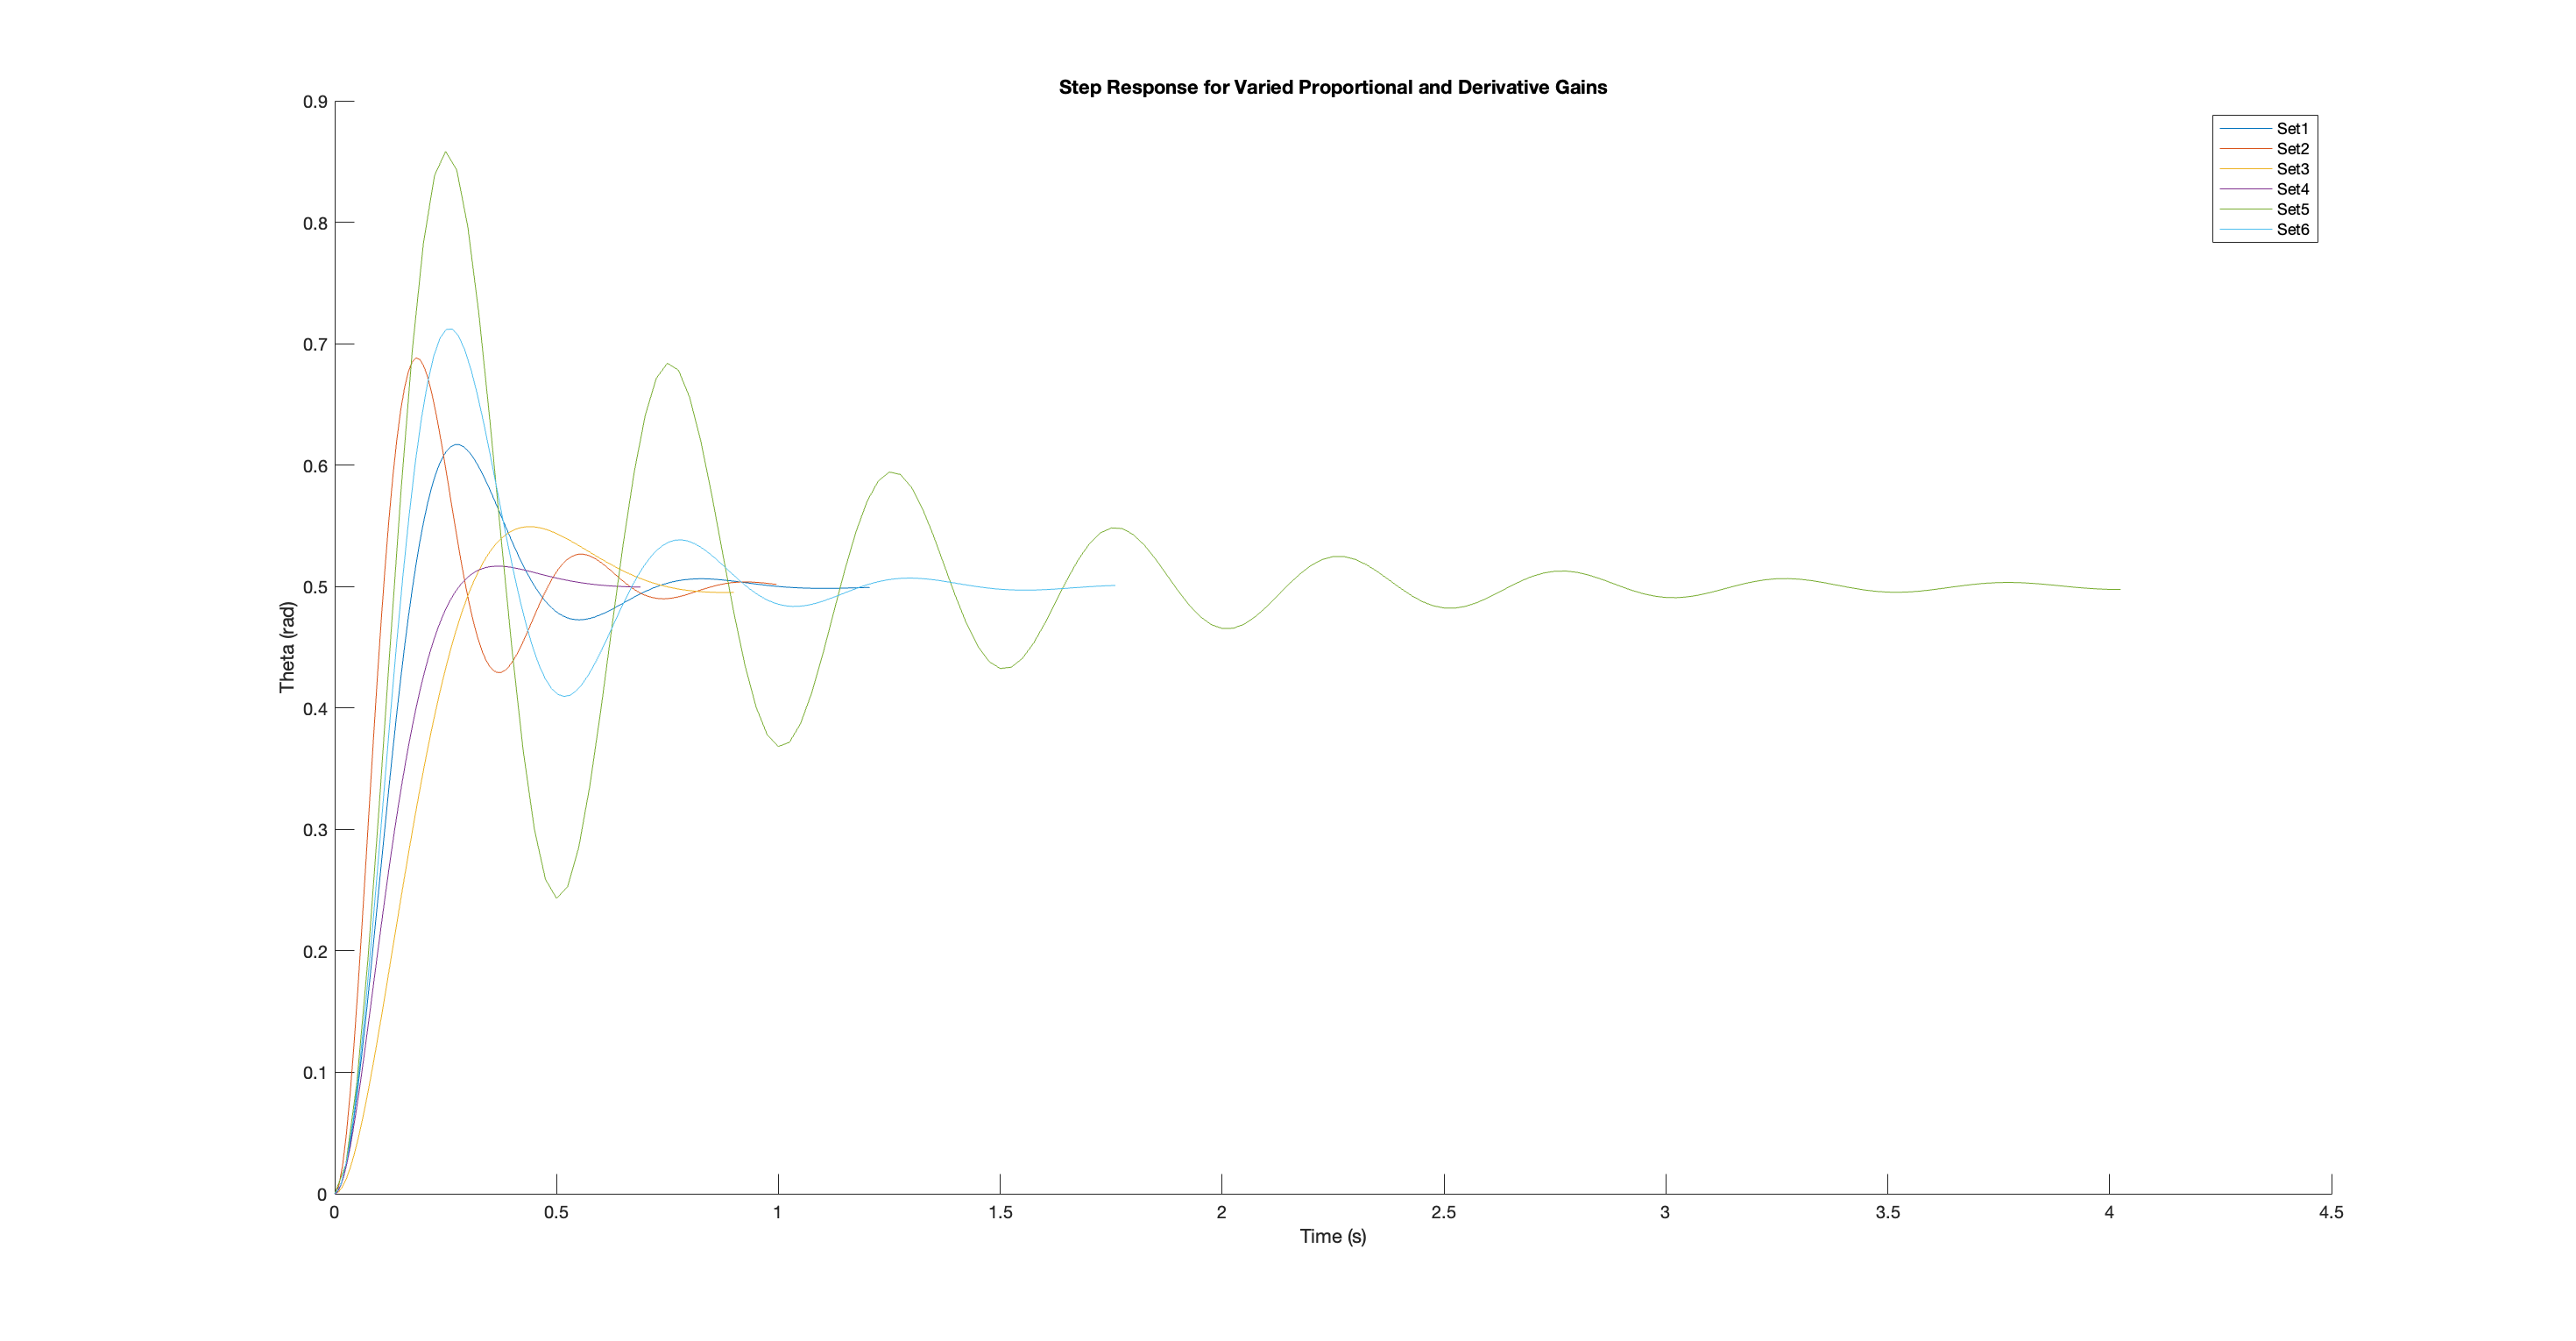 Step Response for Varied Proportional and Derivative Gains
0.9
0.8
0.7
0.6
0.5
0.4
0.3
0.2
0.1
0
Theta (rad)
0 0.5 1 1.5 2 2.5 3 3.5 4 4.5
Time (s)
Set1
Set2
Set3
Set4
Set5
Set6